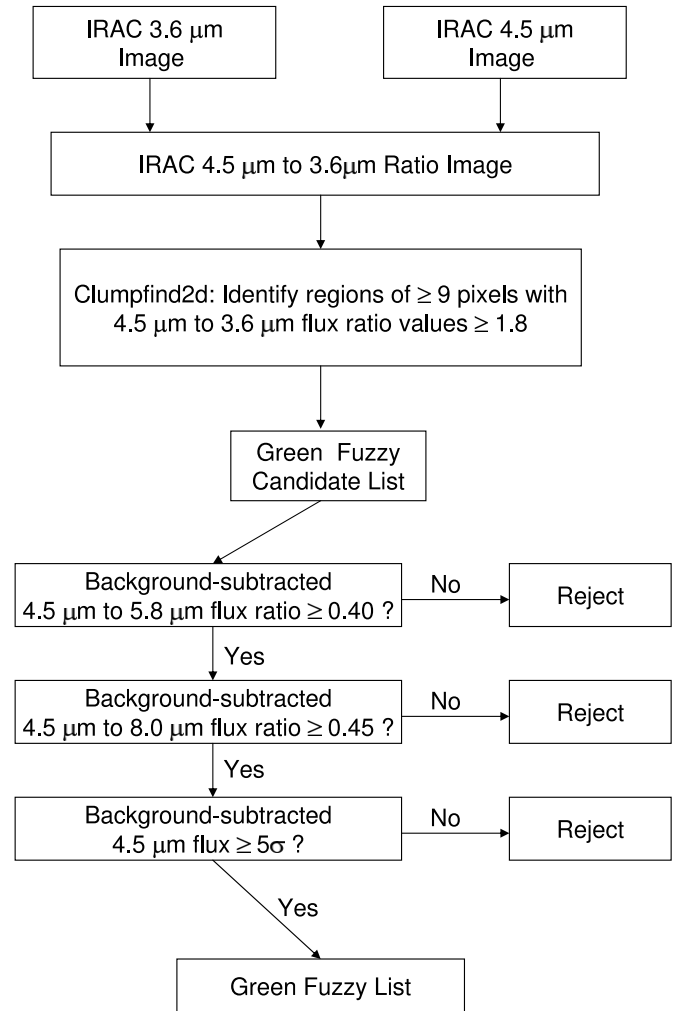 IRAC 3.6 μm
Image
IRAC 4.5 μm
Image
IRAC 4.5 μm to 3.6μm Ratio Image
Clumpfind2d: Identify regions of ≥ 9 pixels with
4.5 μm to 3.6 μm flux ratio values ≥ 1.8
Green Fuzzy
Candidate List
Background-subtracted
4.5 μm to 5.8 μm flux ratio ≥ 0.40 ?
No
Reject
Yes
Background-subtracted
4.5 μm to 8.0 μm flux ratio ≥ 0.45 ?
No
Reject
Yes
Background-subtracted
4.5 μm flux ≥ 5σ ?
No
Reject
Yes
Green Fuzzy List